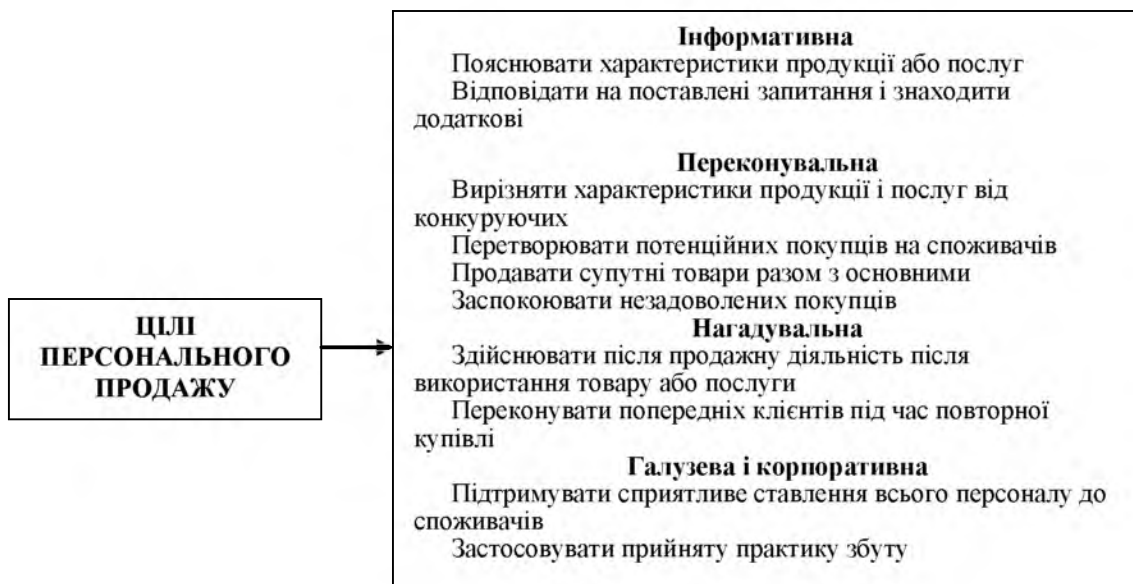 ЦІЛІ
ПЕРСОНАЛЬНОГО
ПРОДАЖУ
Інформативна
Пояснювати характеристики продукції або послуг
Відповідати на поставлені запитання і знаходити
додаткові
Переконувальна
Вирізняти характеристики продукції і послуг від
конкуруючих
Перетворювати потенційних покупців на споживачів
Продавати супутні товари разом з основними
Заспокоювати незадоволених покупців
Нагадувальна
Здійснювати після продажну діяльність після
використання товару або послуги
Переконувати попередніх клієнтів під час повторної
купівлі
Галузева і корпоративна
Підтримувати сприятливе ставлення всього персоналу до
споживачів
Застосовувати прийняту практику збуту